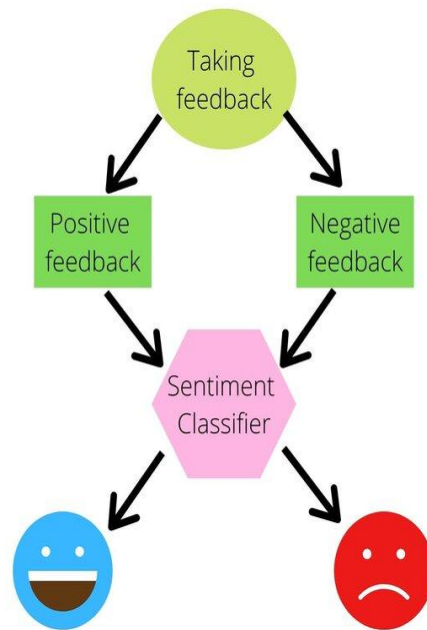 Taking
feedback
Positive
feedback
Negative
feedback
Sentiment
Classifier